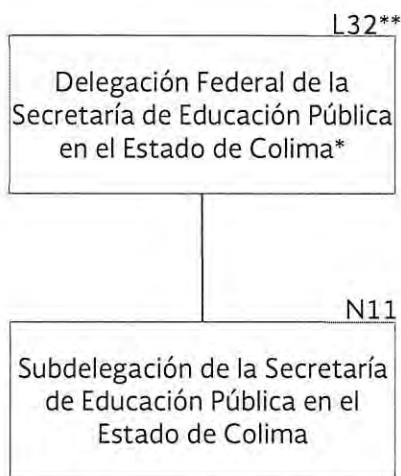 L32**
Delegación Federal de la
Secretaría de Educación Pública
en el Estado de Colima*
N11
Subdelegación de la Secretaría
de Educación Pública en el
Estado de Colima